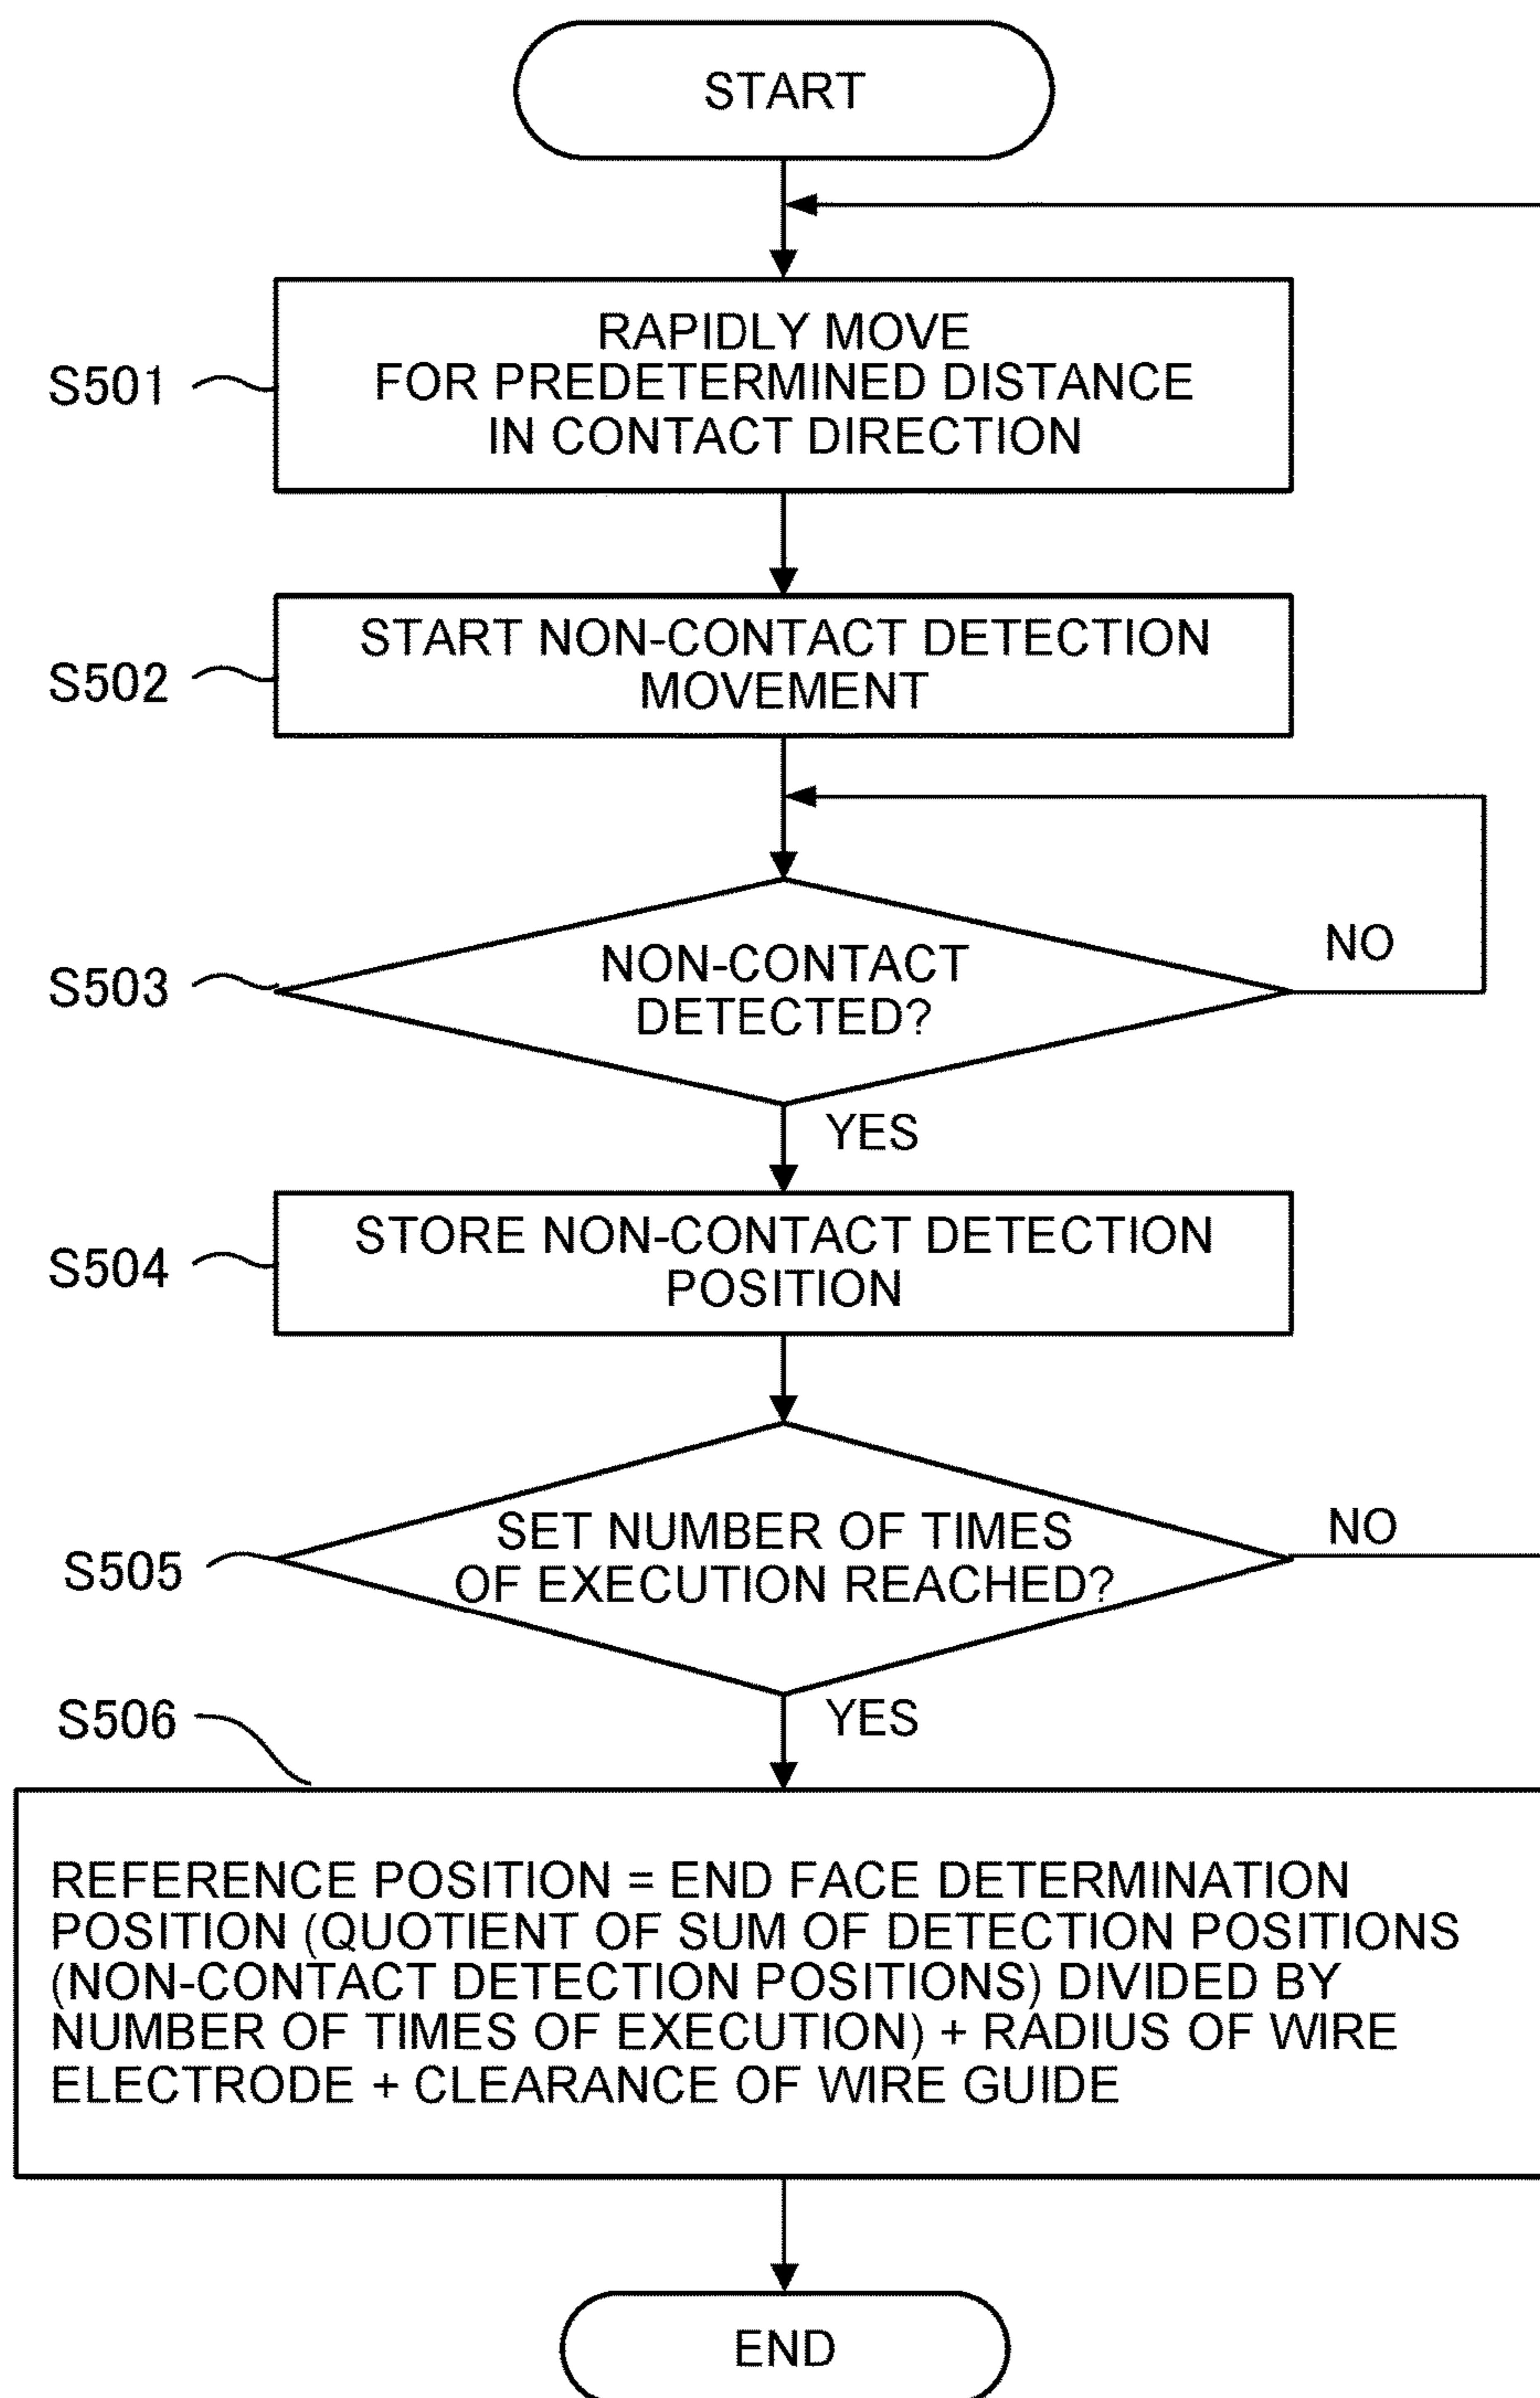 START
S501
RAPIDLY MOVE
FOR PREDETERMINED DISTANCE
IN CONTACT DIRECTION
S502
START NON-CONTACT DETECTION
MOVEMENT
S503
NON-CONTACT
DETECTED?
NO
YES
S504
STORE NON-CONTACT DETECTION
POSITION
S505
SET NUMBER OF TIMES
OF EXECUTION REACHED?
NO
YES
S506
REFERENCE POSITION = END FACE DETERMINATION
POSITION (QUOTIENT OF SUM OF DETECTION POSITIONS
(NON-CONTACT DETECTION POSITIONS) DIVIDED BY
NUMBER OF TIMES OF EXECUTION) + RADIUS OF WIRE
ELECTRODE + CLEARANCE OF WIRE GUIDE
END